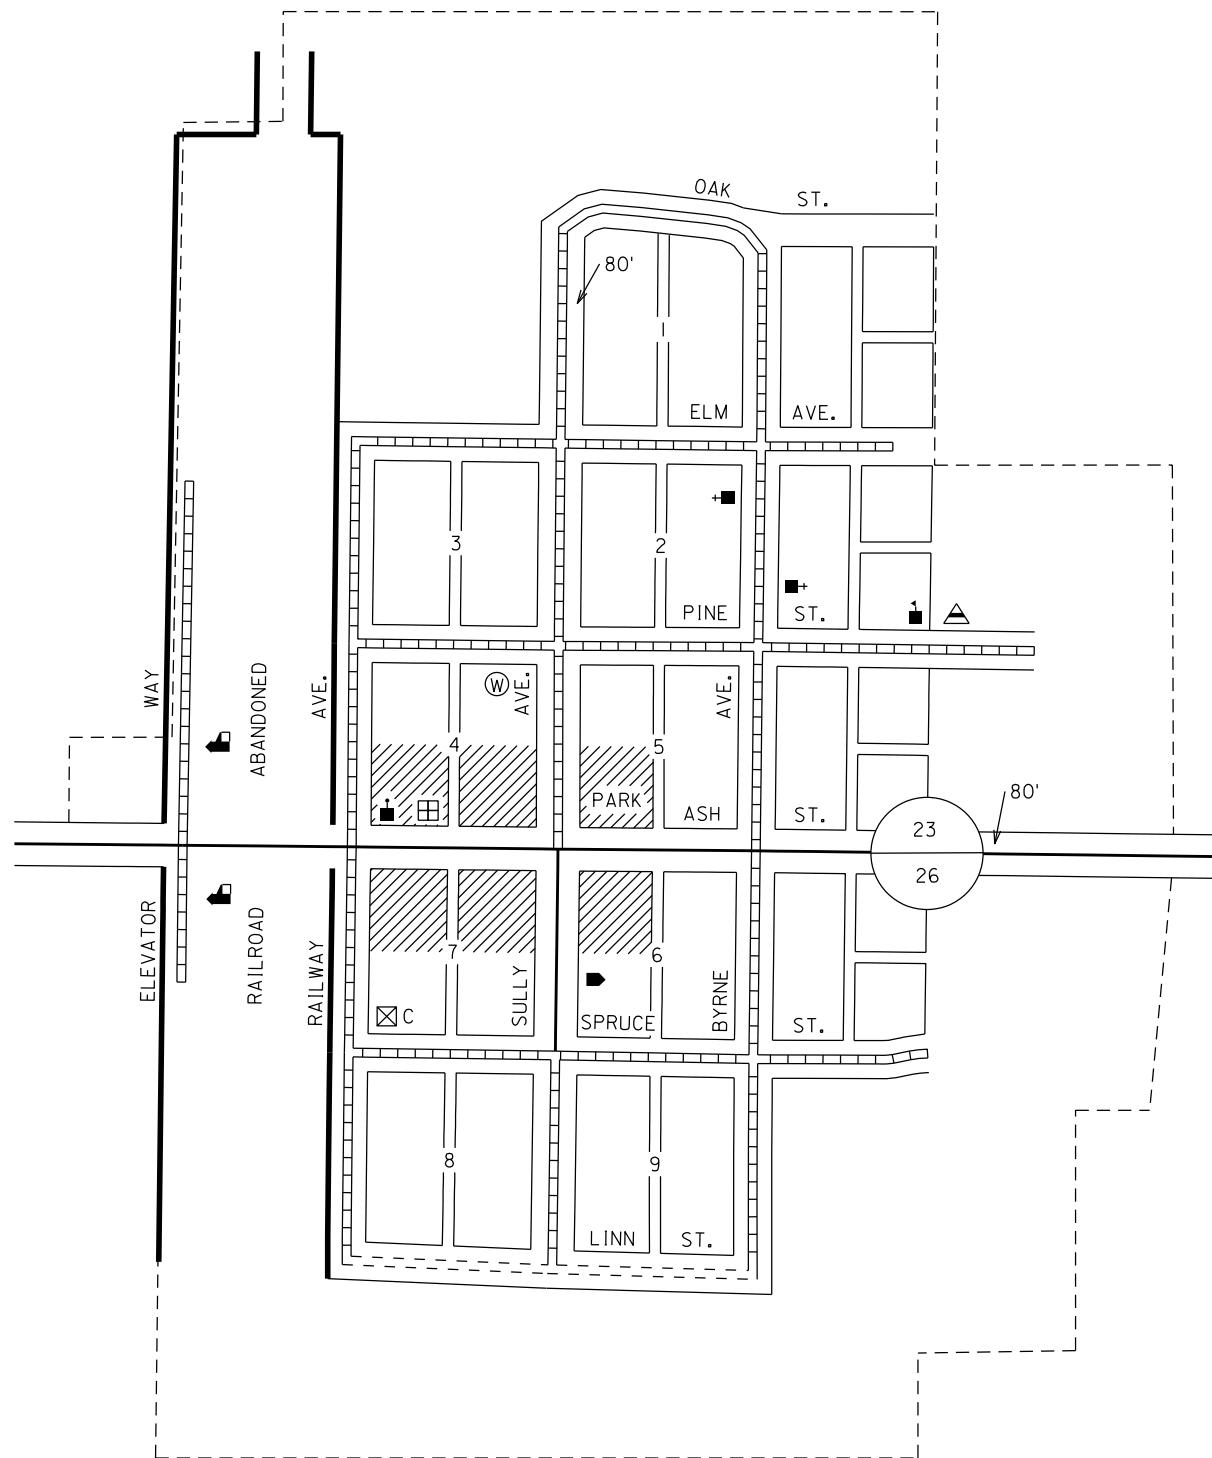 OAK ST.
80'
1
ELM AVE.
3
2
PINE ST.
WAY
ABANDONED
AVE.
W
AVE.
AVE.
4
5
PARK ASH ST.
80'
23
26
ELEVATOR
RAILROAD
RAILWAY
7
6
SULLY
BYRNE
C
SPRUCE ST.
8
9
LINN ST.